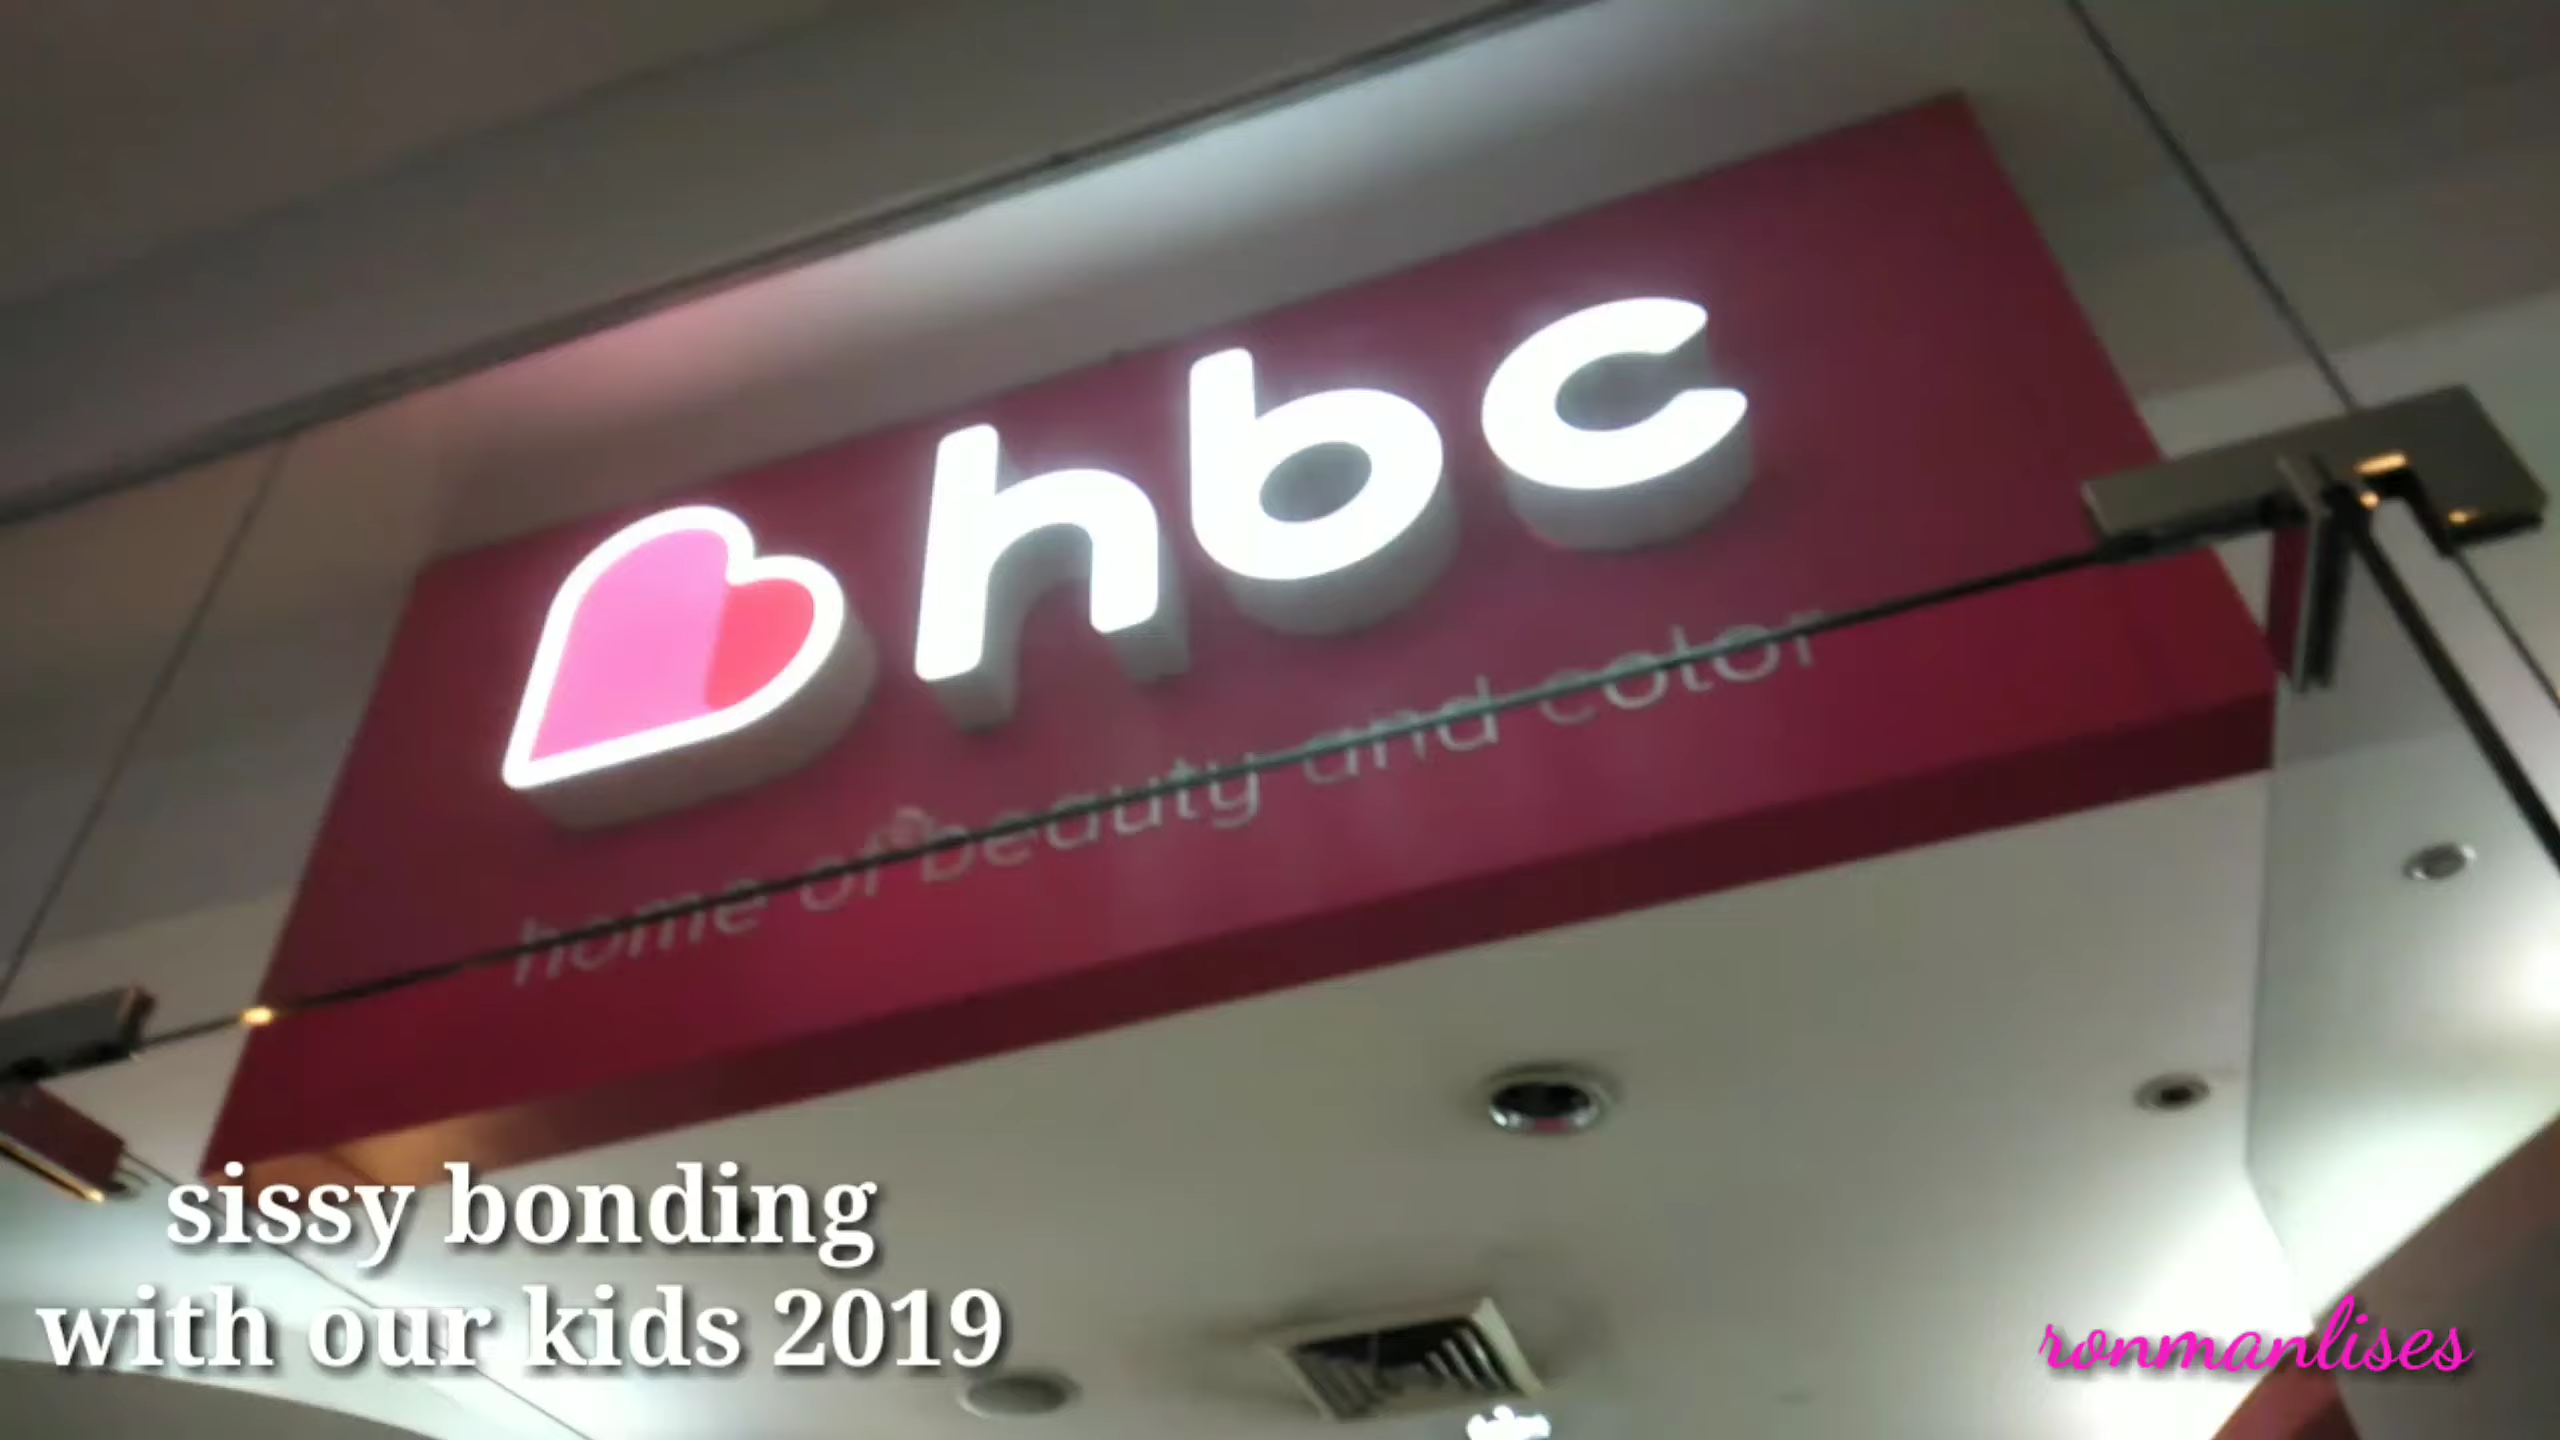 hbc
home of beauty and color
sissy bonding
with our kids 2019
ronmanlises